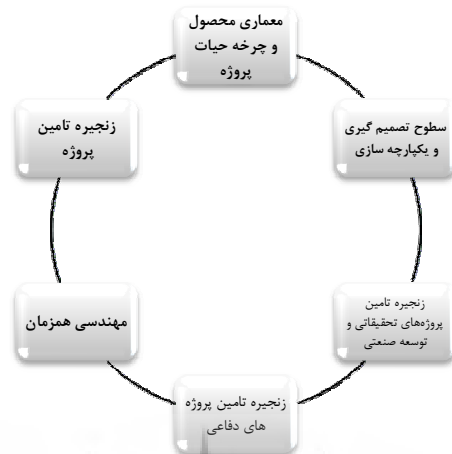 معماری محصول
و چرخه حیات
پروژه
سطوح تصمیم گیری
و یکپارچه سازی
زنجیره تامین
پروژه‌های تحقیقاتی و
توسعه صنعتی
زنجیره تامین پروژه
های دفاعی
مهندسی همزمان
زنجیره تامین
پروژه